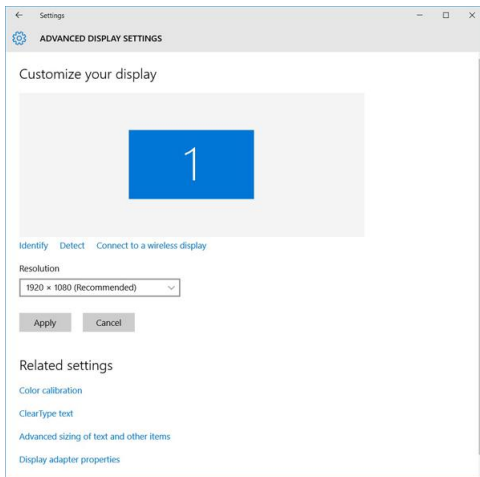 Settings
ADVANCED DISPLAY SETTINGS
Customize your display
1
Identify Detect Connect to a wireless display
Resolution
1920 × 1080 (Recommended)
Apply Cancel
Related settings
Color calibration
ClearType text
Advanced sizing of text and other items
Display adapter properties